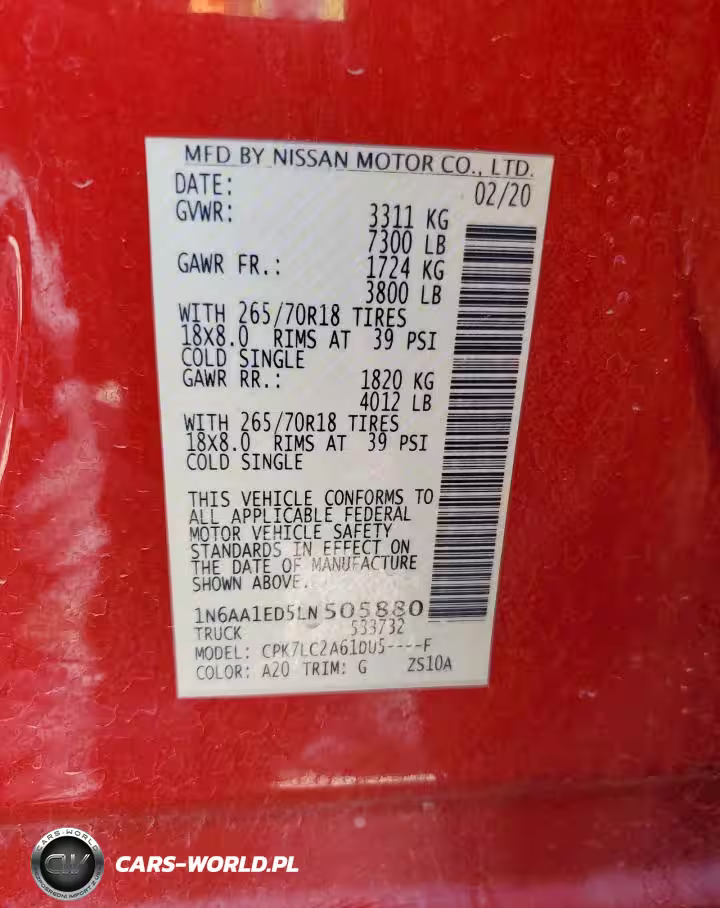 MFD BY NISSAN MOTOR CO., LTD.
DATE: 02/20
GVWR: 3311 KG
7300 LB
GAWR FR.: 1724 KG
3800 LB
WITH 265/70R18 TIRES
18X8.0 RIMS AT 39 PSI
COLD SINGLE
GAWR RR.: 1820 KG
4012 LB
WITH 265/70R18 TIRES
18X8.0 RIMS AT 39 PSI
COLD SINGLE
THIS VEHICLE CONFORMS TO
ALL APPLICABLE FEDERAL
MOTOR VEHICLE SAFETY
STANDARDS IN EFFECT ON
THE DATE OF MANUFACTURE
SHOWN ABOVE.
1N6AA1ED5LN505880
TRUCK 533732
MODEL: CPK7LC2A61DU5----F
COLOR: A20 TRIM: G ZS10A
CARS-WORLD
CARS-WORLD.PL